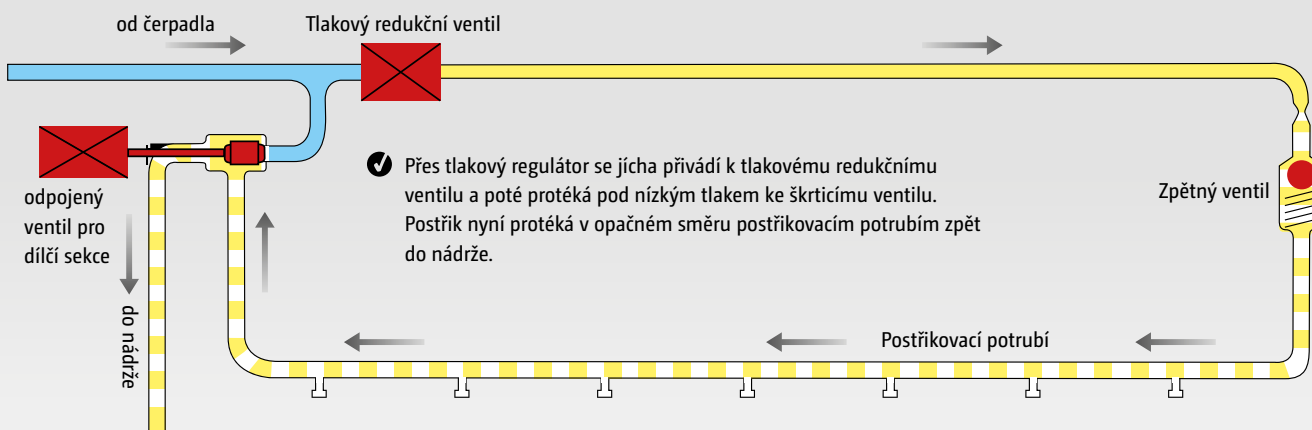 od čerpadla
Tlakový redukční ventil
Přes tlakový regulátor se jícha přivádí k tlakovému redukčnímu
ventilu a poté protéká pod nízkým tlakem ke škrticímu ventilu.
Postřik nyní protéká v opačném směru postřikovacím potrubím zpět
do nádrže.
Zpětný ventil
odpojený
ventil pro
dílčí sekce
do nádrže
Postřikovací potrubí